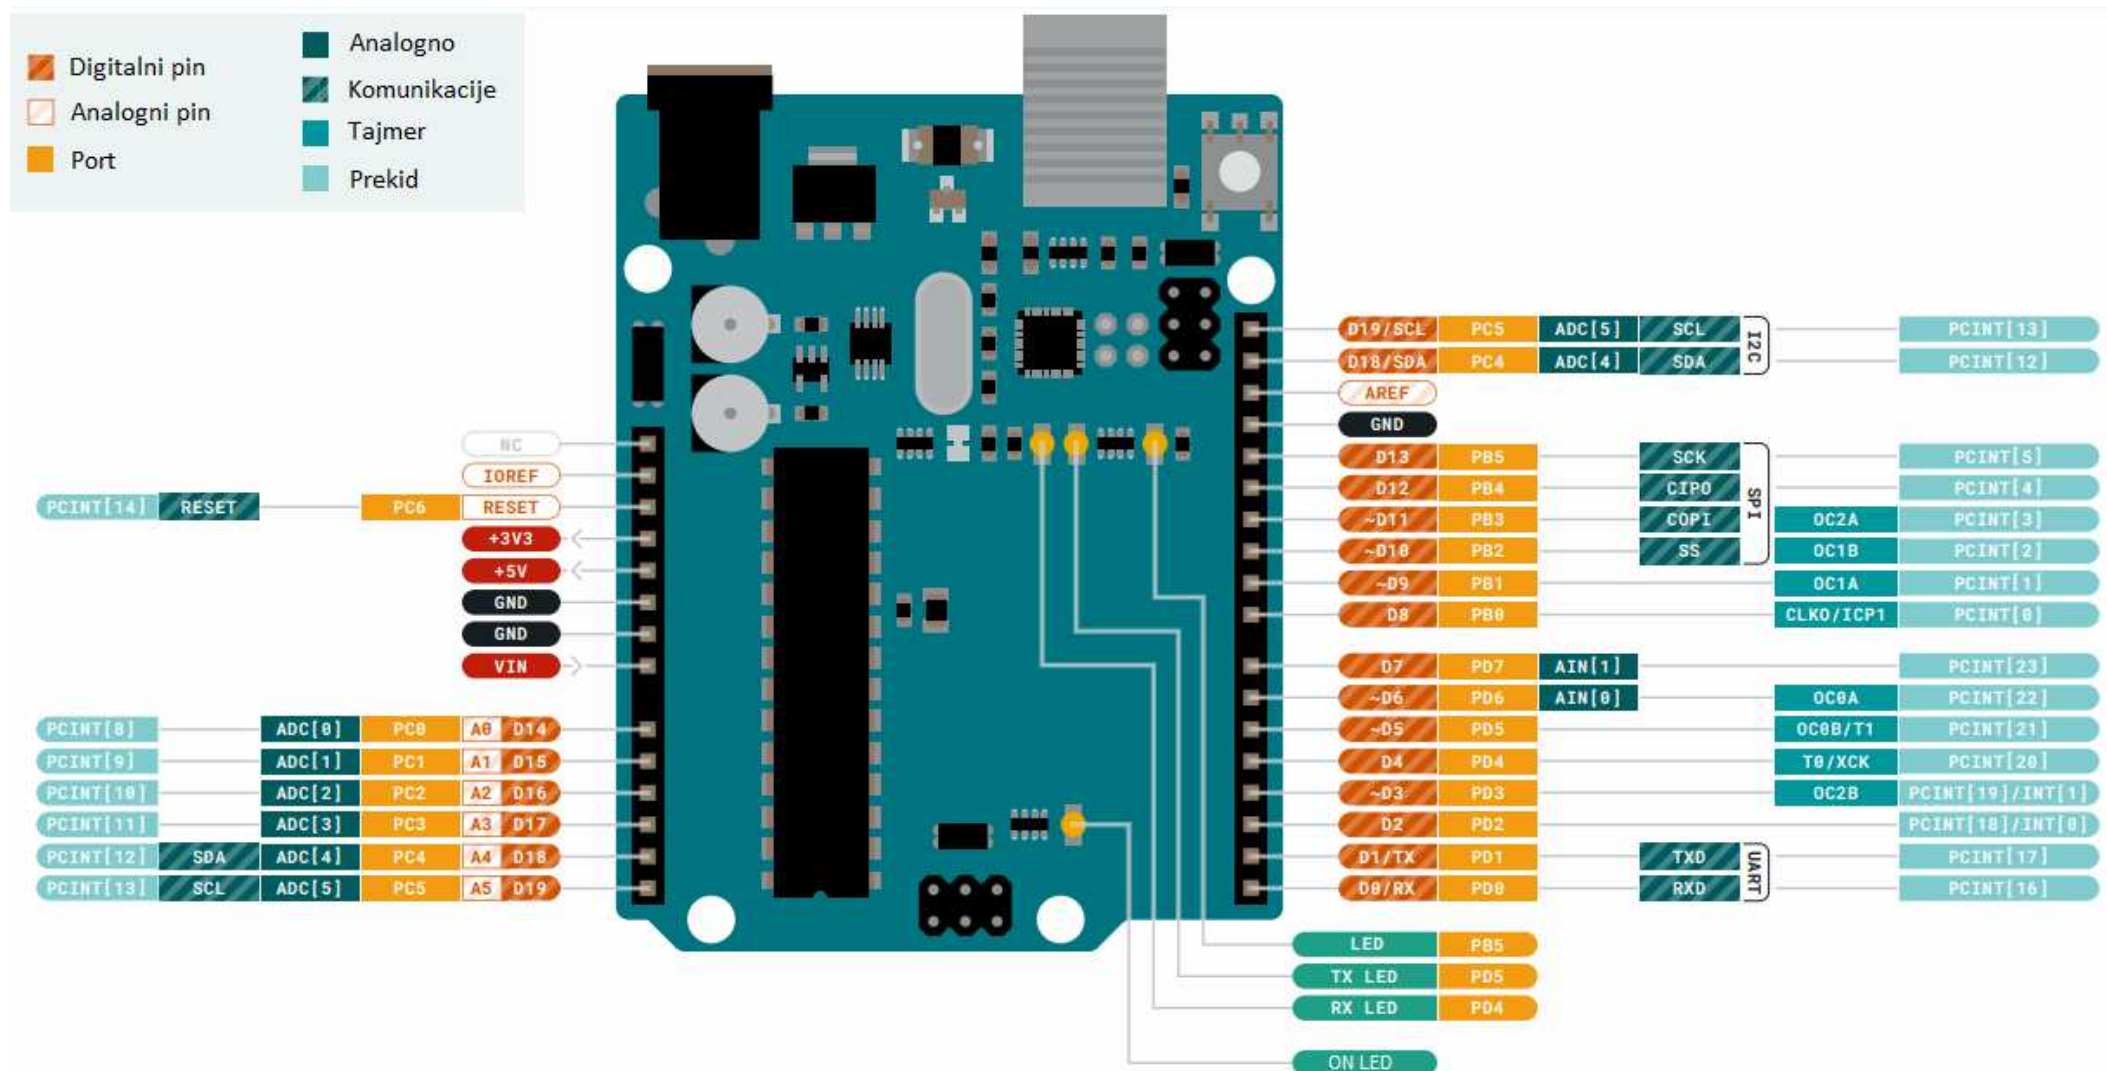 Digitalni pin
Analogni pin
Port
Analogno
Komunikacije
Tajmer
Prekid
NC
IOREF
PCINT[14] RESET PC6 RESET
+3V3
+5V
GND
GND
VIN
PCINT[8] ADC[0] PC0 A0 D14
PCINT[9] ADC[1] PC1 A1 D15
PCINT[10] ADC[2] PC2 A2 D16
PCINT[11] ADC[3] PC3 A3 D17
PCINT[12] SDA ADC[4] PC4 A4 D18
PCINT[13] SCL ADC[5] PC5 A5 D19
D19/SCL PC5 ADC[5] SCL PCINT[13]
D18/SDA PC4 ADC[4] SDA PCINT[12]
I2C
AREF
GND
D13 PB5 SCK PCINT[5]
D12 PB4 CIPO PCINT[4]
~D11 PB3 COPI OC2A PCINT[3]
~D10 PB2 SS OC1B PCINT[2]
SPI
~D9 PB1 OC1A PCINT[1]
D8 PB0 CLKO/ICP1 PCINT[0]
D7 PD7 AIN[1] PCINT[23]
~D6 PD6 AIN[0] OC0A PCINT[22]
~D5 PD5 OC0B/T1 PCINT[21]
D4 PD4 T0/XCK PCINT[20]
~D3 PD3 OC2B PCINT[19]/INT[1]
D2 PD2 PCINT[18]/INT[0]
D1/TX PD1 TXD PCINT[17]
D0/RX PD0 RXD PCINT[16]
UART
LED PB5
TX LED PD5
RX LED PD4
ON LED